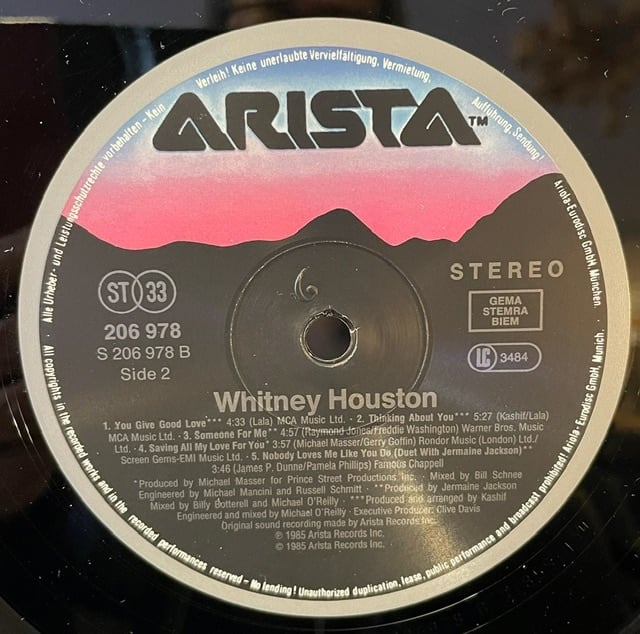 Alle Urheber- und Leistungsschutzrechte vorbehalten - Kein Verleih! Keine unerlaubte Vervielfältigung, Vermietung, Aufführung, Sendung!
ARISTA™
STEREO
ST 33
GEMA
STEMRA
BIEM
206 978
S 206 978 B
LC 3484
Side 2
6
Whitney Houston
1. You Give Good Love*** 4:33 (Lala) MCA Music Ltd. · 2. Thinking About You*** 5:27 (Kashif/Lala)
MCA Music Ltd. · 3. Someone For Me** 4:57 (Raymond Jones/Freddie Washington) Warner Bros. Music
Ltd. · 4. Saving All My Love For You* 3:57 (Michael Masser/Gerry Goffin) Rondor Music (London) Ltd./
Screen Gems-EMI Music Ltd. · 5. Nobody Loves Me Like You Do (Duet With Jermaine Jackson)**
3:46 (James P. Dunne/Pamela Phillips) Famous Chappell
*Produced by Michael Masser for Prince Street Productions, Inc. · Mixed by Bill Schnee
Engineered by Michael Mancini and Russell Schmitt · **Produced by Jermaine Jackson
Mixed by Billy Botterell and Michael O'Reilly · ***Produced and arranged by Kashif
Engineered and mixed by Michael O'Reilly · Executive Producer: Clive Davis
Original sound recording made by Arista Records Inc.
℗ 1985 Arista Records Inc.
© 1985 Arista Records Inc.
Ariola-Eurodisc GmbH, München.
All copyrights in the recorded works and in the recorded performances reserved – No lending! Unauthorized duplication, lease, public performance and broadcast prohibited! Ariola-Eurodisc GmbH, Munich.